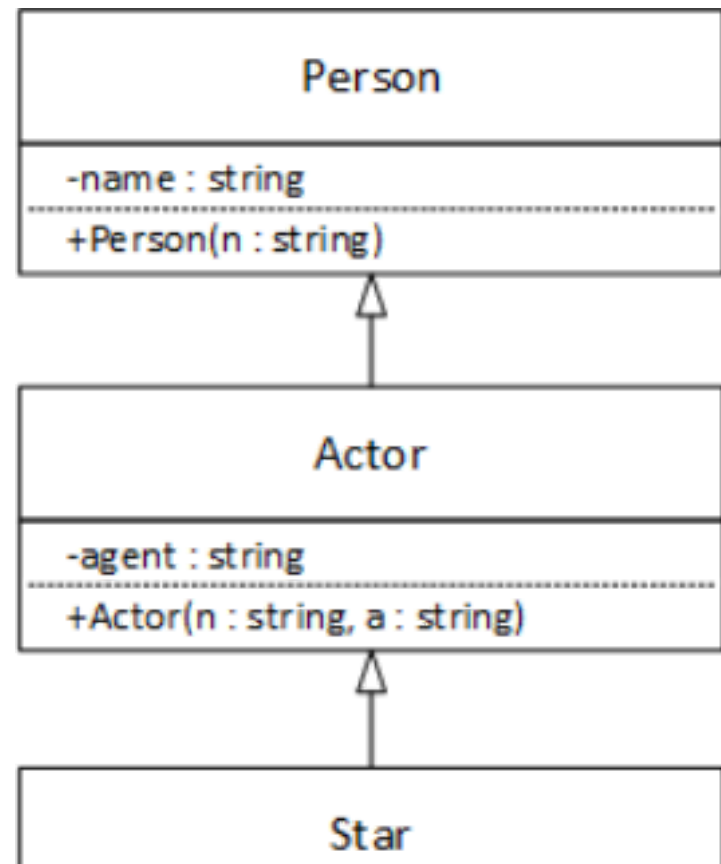 Person
-name : string
+Person(n : string)
Actor
-agent : string
+Actor(n : string, a : string)
Star